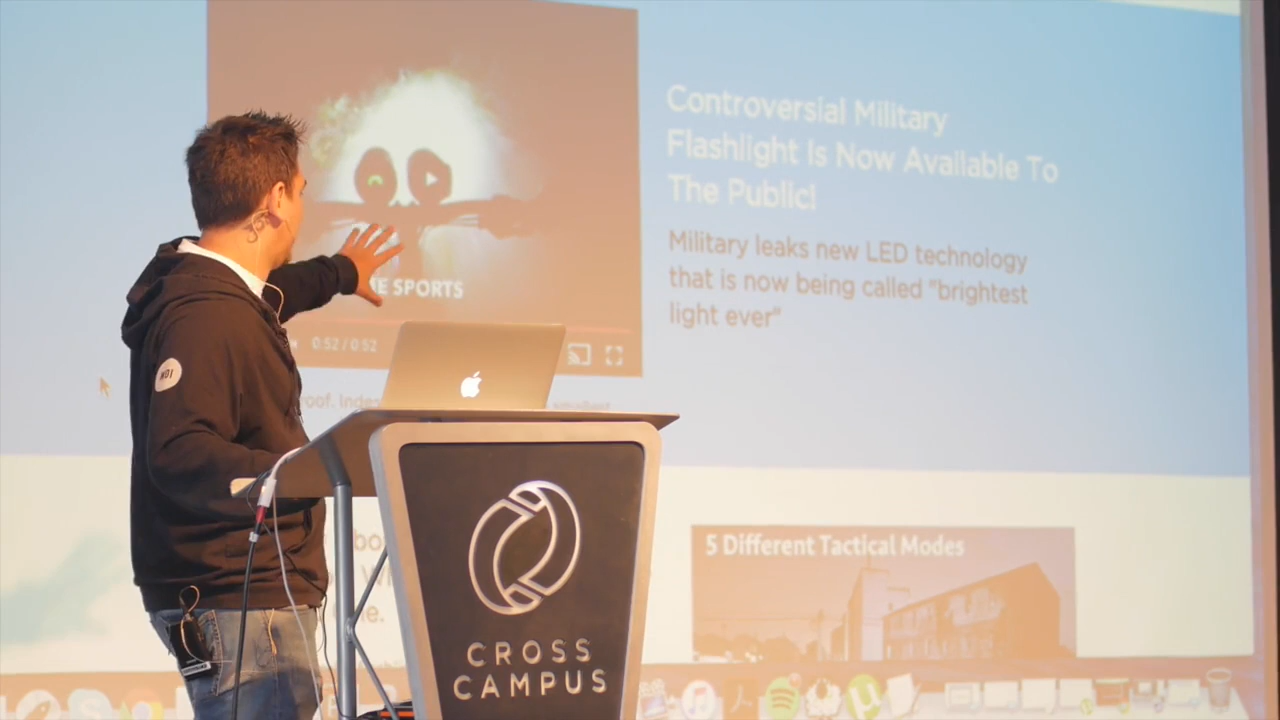 Controversial Military
Flashlight Is Now Available To
The Public!
Military leaks new LED technology
that is now being called "brightest
light ever"
SPORTS
0:52 / 0:52
5 Different Tactical Modes
CROSS
CAMPUS